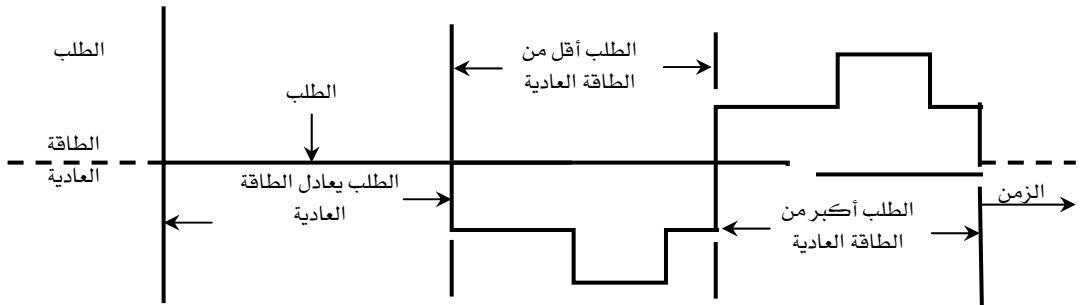 الطلب
الطلب أقل من
الطاقة العادية
الطلب
الطاقة
العادية
الطلب يعادل الطاقة
العادية
الطلب أكبر من
الطاقة العادية
الزمن